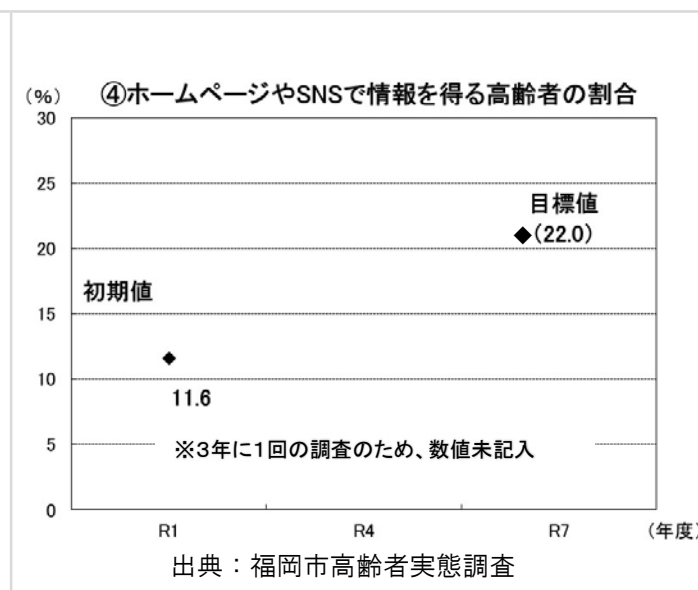 (%) ④ホームページやSNSで情報を得る高齢者の割合
30
25
目標値
◆(22.0)
20
初期値
15
10
11.6
※3年に1回の調査のため、数値未記入
5
0
R1 R4 R7 (年度)
出典：福岡市高齢者実態調査